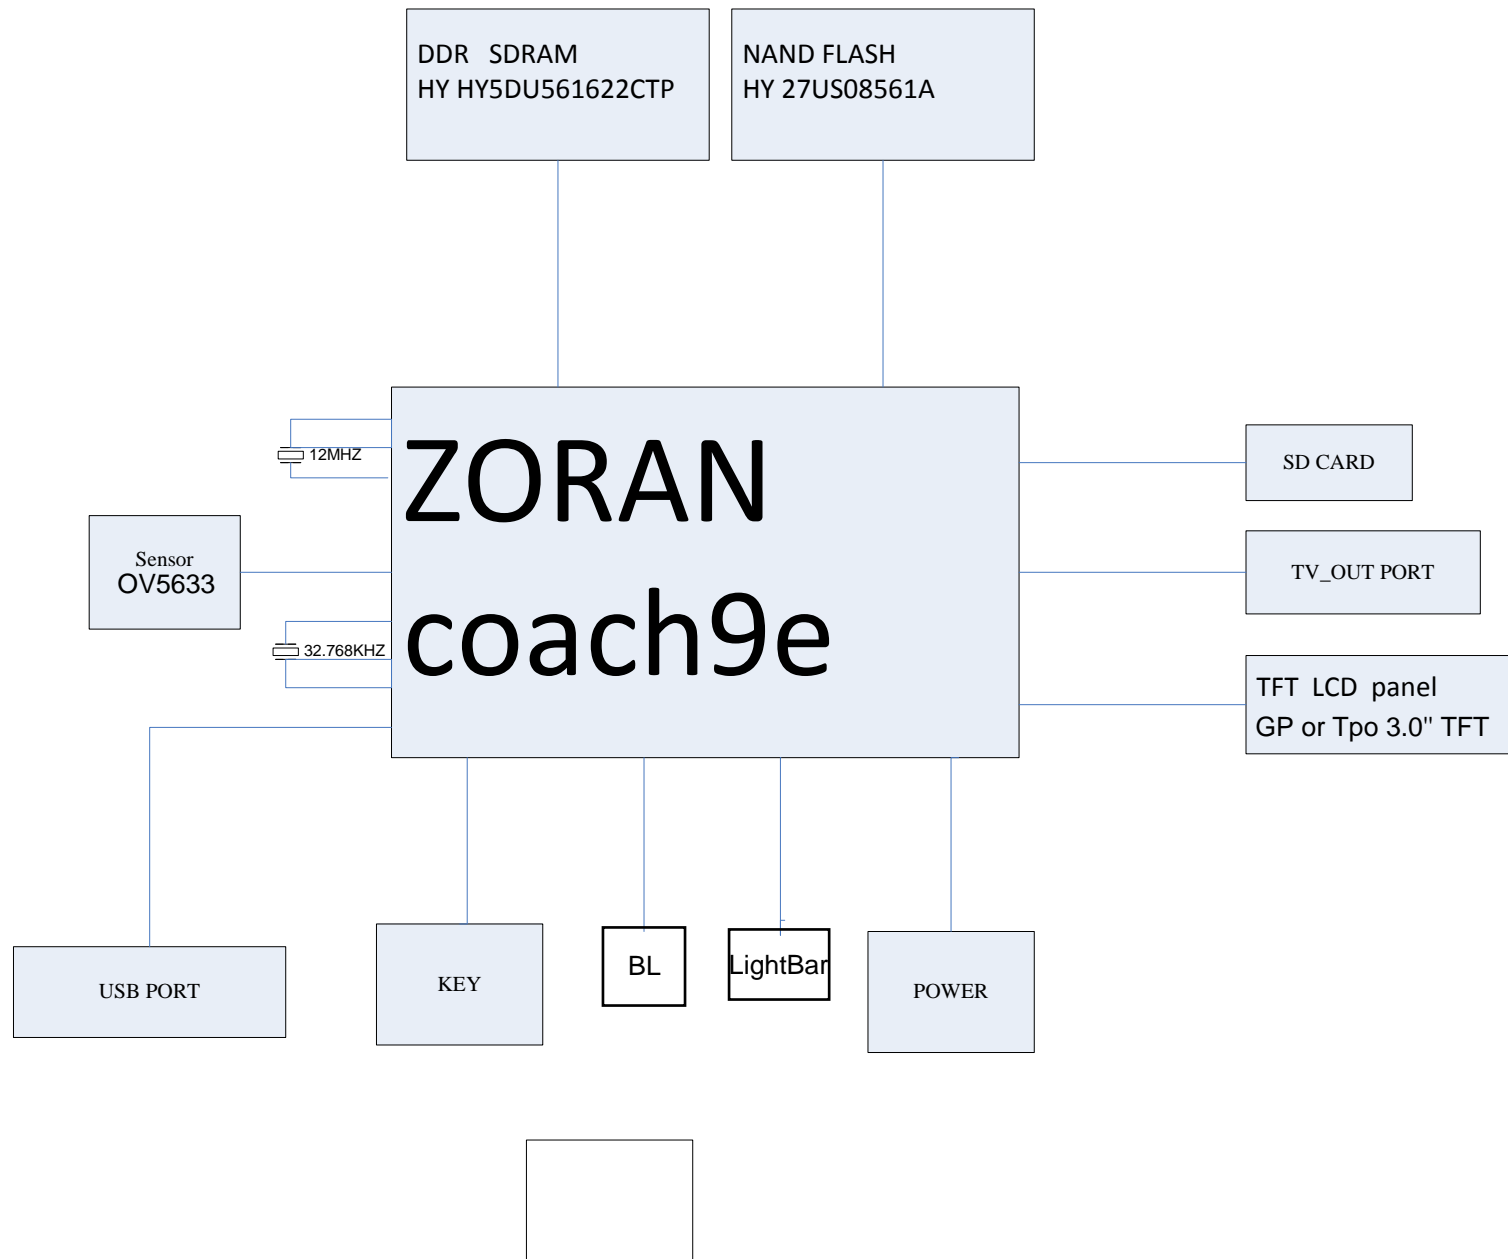 DDR SDRAM
HY HY5DU561622CTP
NAND FLASH
HY 27US08561A
ZORAN
coach9e
12MHZ
Sensor
OV5633
32.768KHZ
SD CARD
TV_OUT PORT
TFT LCD panel
GP or Tpo 3.0" TFT
USB PORT
KEY
BL
LightBar
POWER